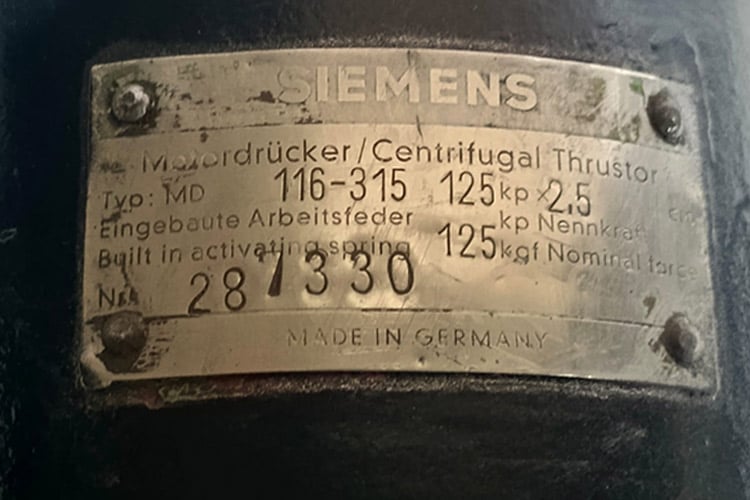 SIEMENS
Motordrücker/Centrifugal Thrustor
Typ: MD 116-315 125 kp x 2,5 cm
Eingebaute Arbeitsfeder kp Nennkraft
Built in activating spring 125 kgf Nominal force
Nr. 287330
MADE IN GERMANY